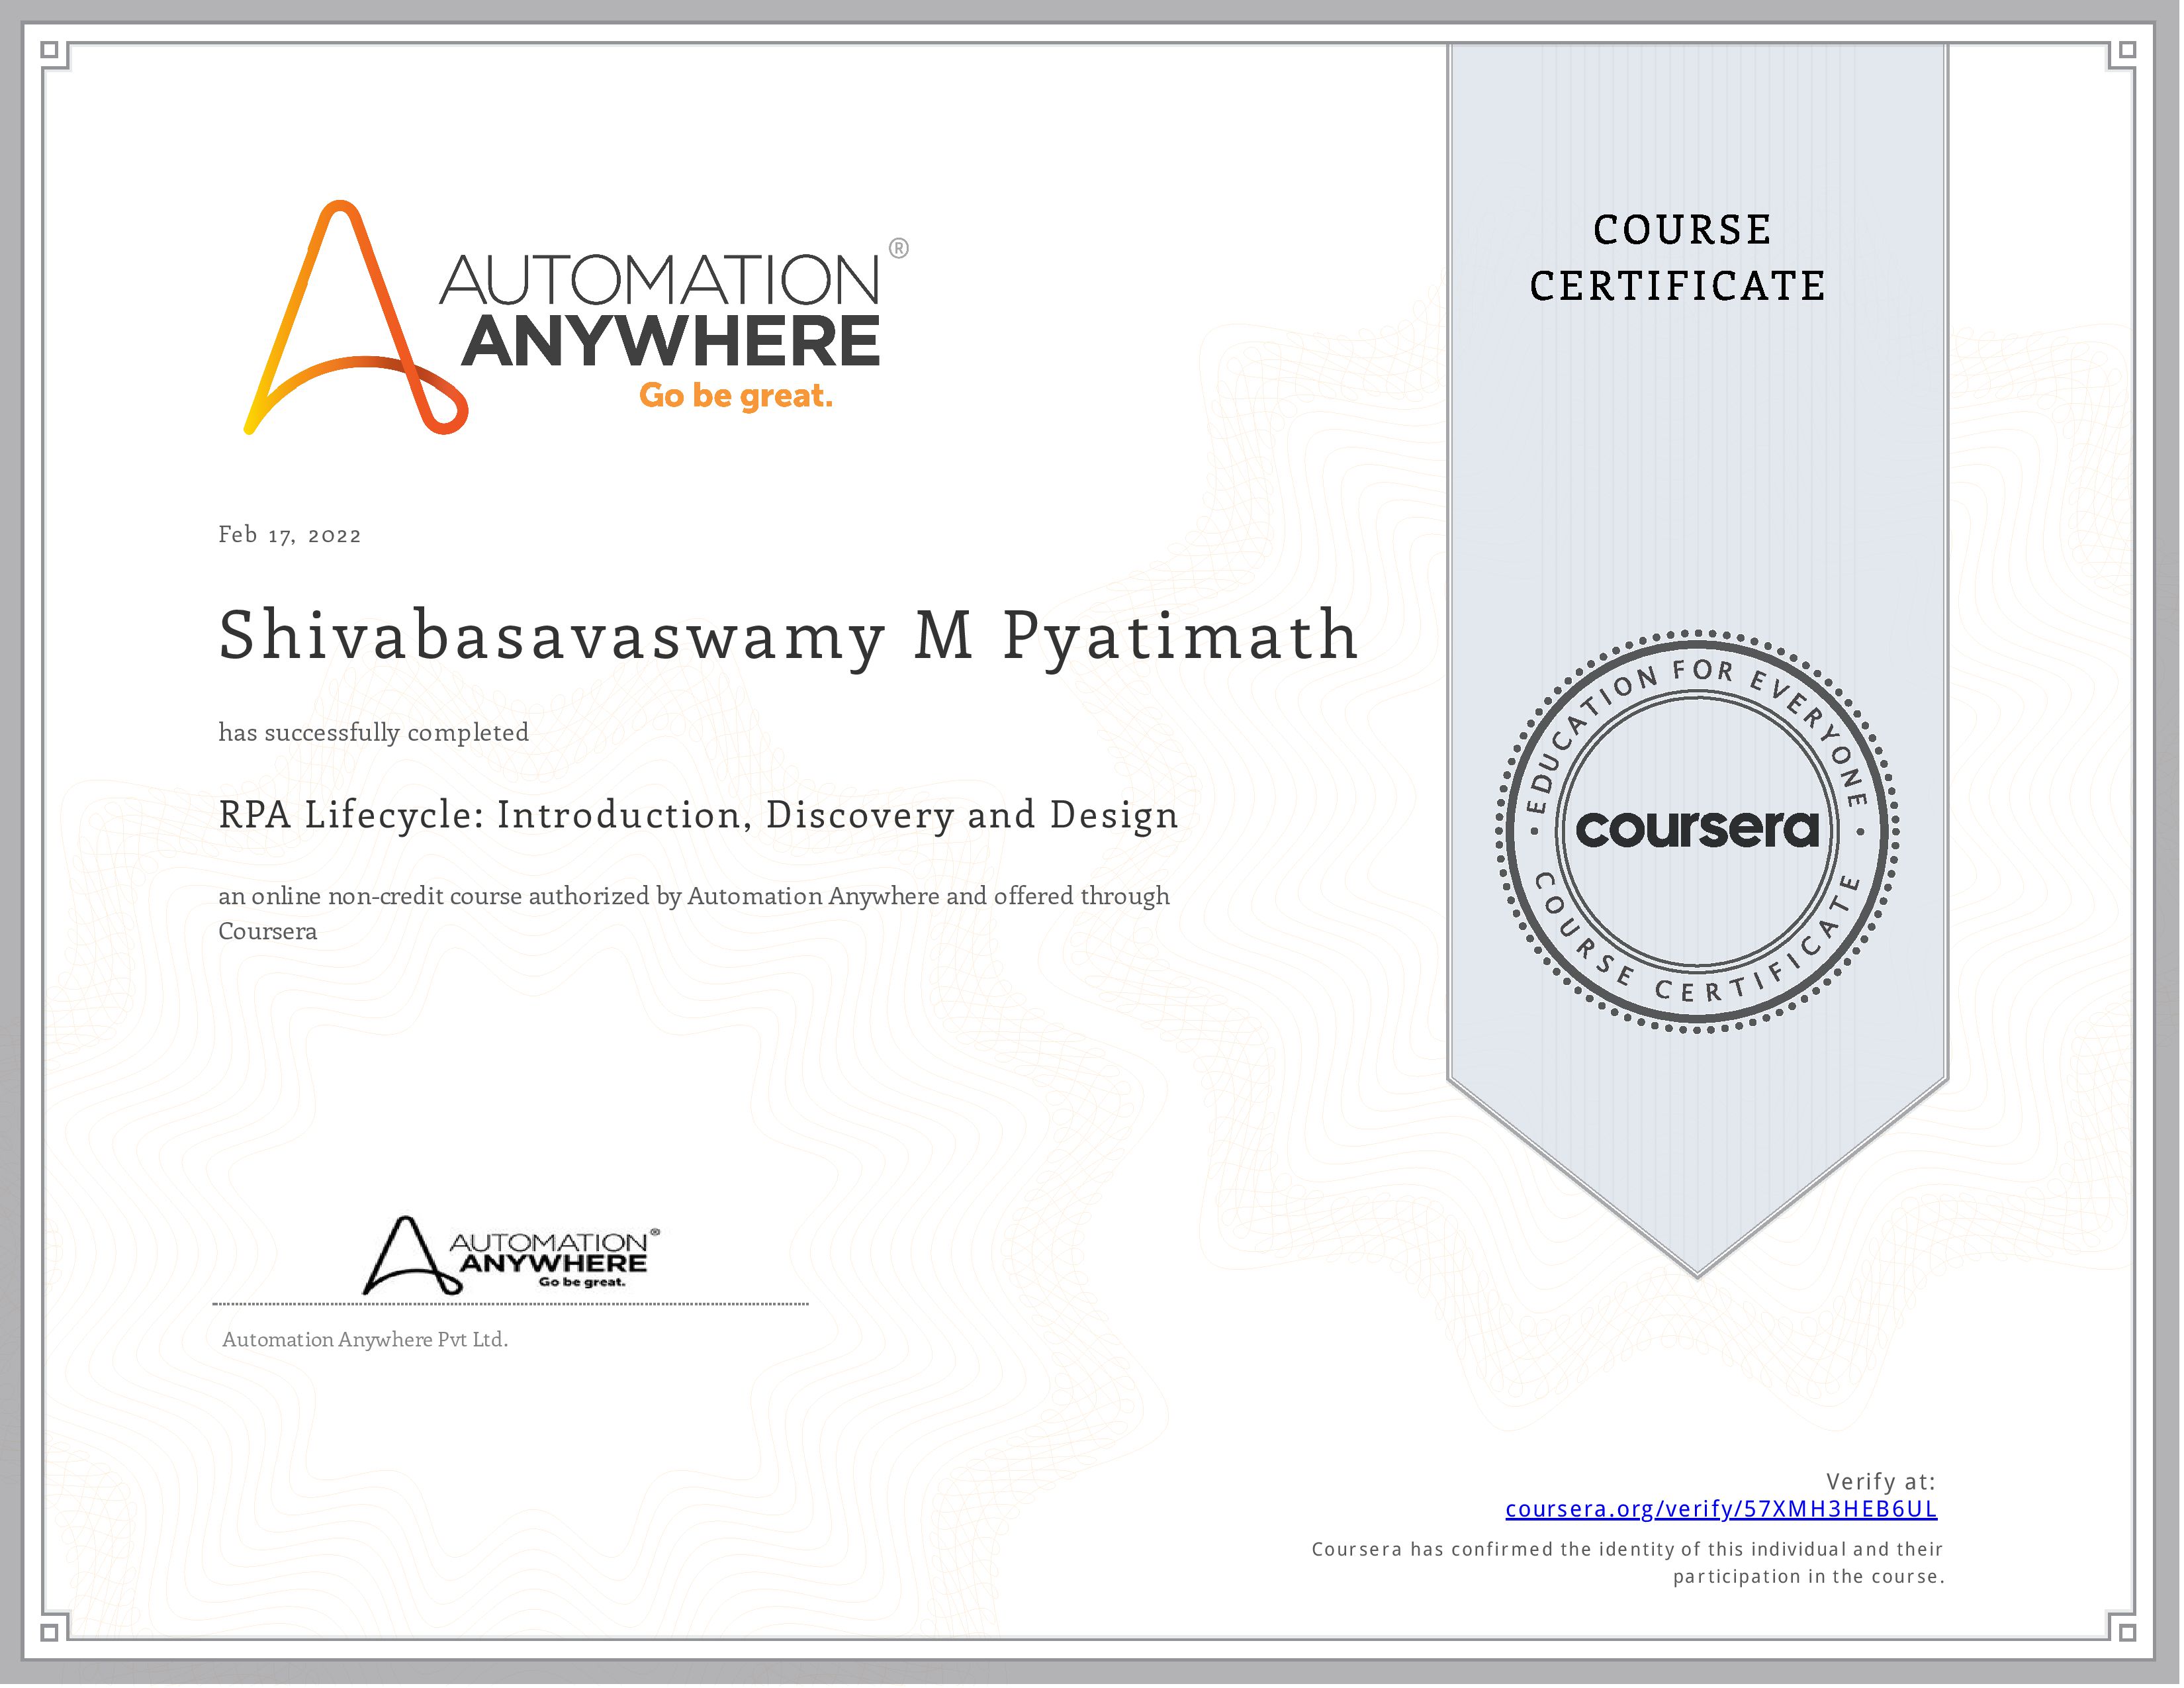 AUTOMATION ®
ANYWHERE
Go be great.
COURSE
CERTIFICATE
Feb 17, 2022
Shivabasavaswamy M Pyatimath
has successfully completed
RPA Lifecycle: Introduction, Discovery and Design
an online non-credit course authorized by Automation Anywhere and offered through
Coursera
EDUCATION FOR EVERYONE
coursera
COURSE CERTIFICATE
AUTOMATION ®
ANYWHERE
Go be great.
Automation Anywhere Pvt Ltd.
Verify at:
coursera.org/verify/57XMH3HEB6UL
Coursera has confirmed the identity of this individual and their
participation in the course.